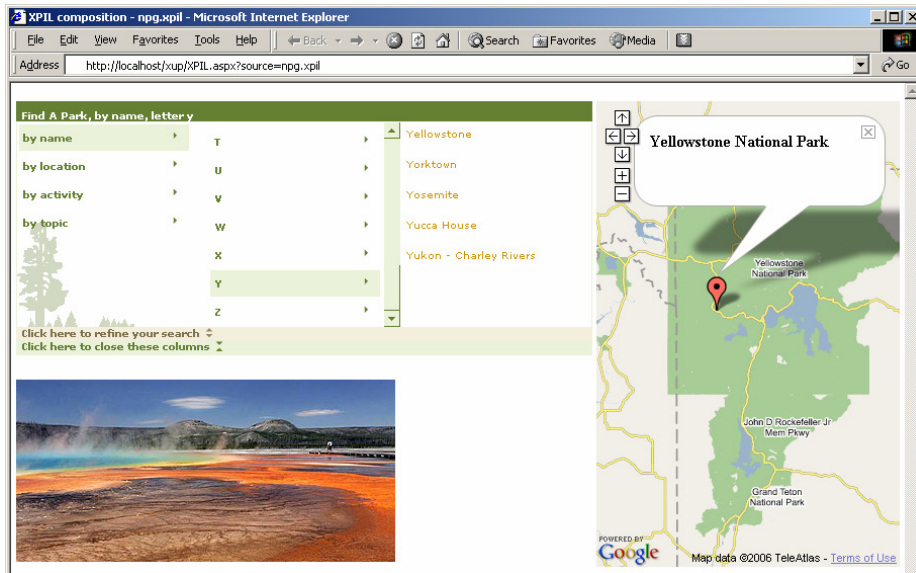 XPIL composition - npg.xpil - Microsoft Internet Explorer
File Edit View Favorites Tools Help Back Search Favorites Media
Address http://localhost/xup/XPIL.aspx?source=npg.xpil Go
Find A Park, by name, letter y
by name
by location
by activity
by topic
T
U
V
W
X
Y
Z
Yellowstone
Yorktown
Yosemite
Yucca House
Yukon - Charley Rivers
Click here to refine your search
Click here to close these columns
Yellowstone National Park
Yellowstone
National Park
John D Rockefeller Jr
Mem Pkwy
Grand Teton
National Park
POWERED BY
Google
Map data ©2006 TeleAtlas - Terms of Use